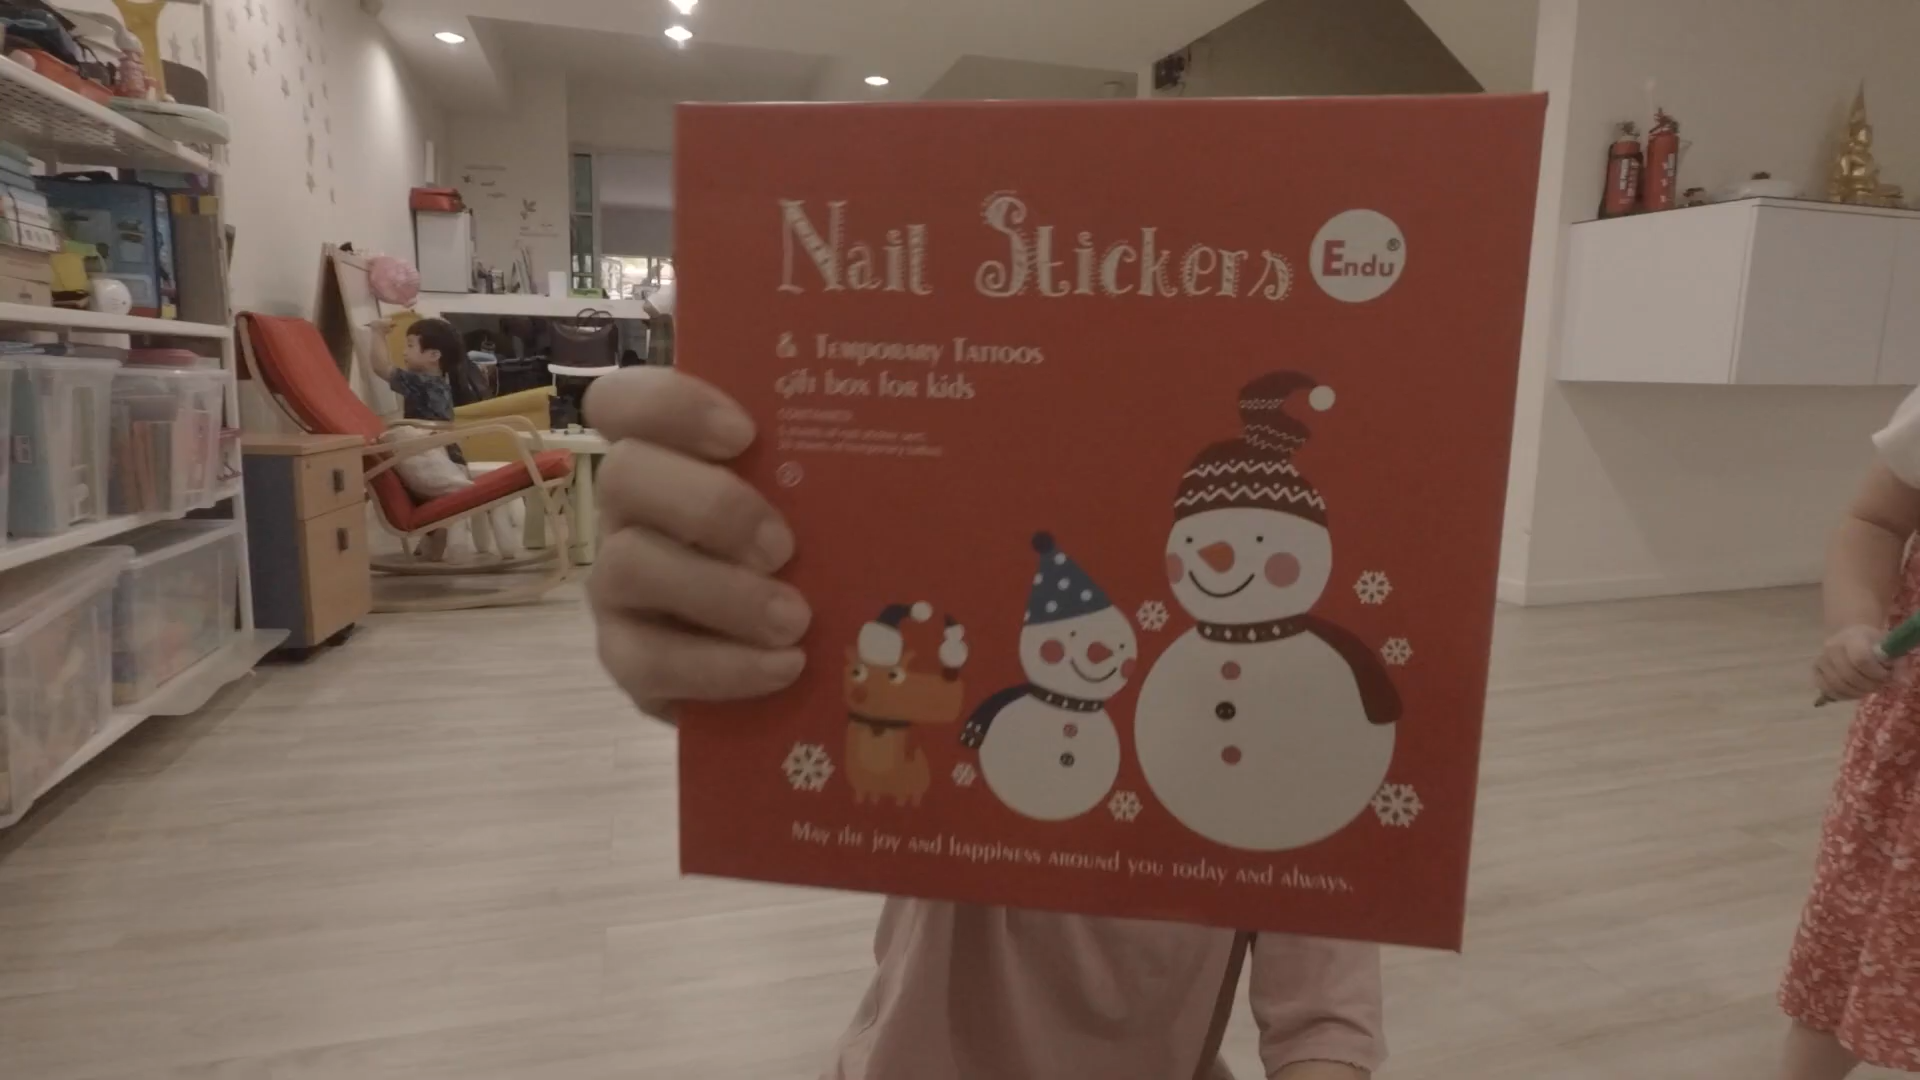 Nail Stickers
Endu®
& Temporary Tattoos
gift box for kids
May the joy and happiness around you today and always.